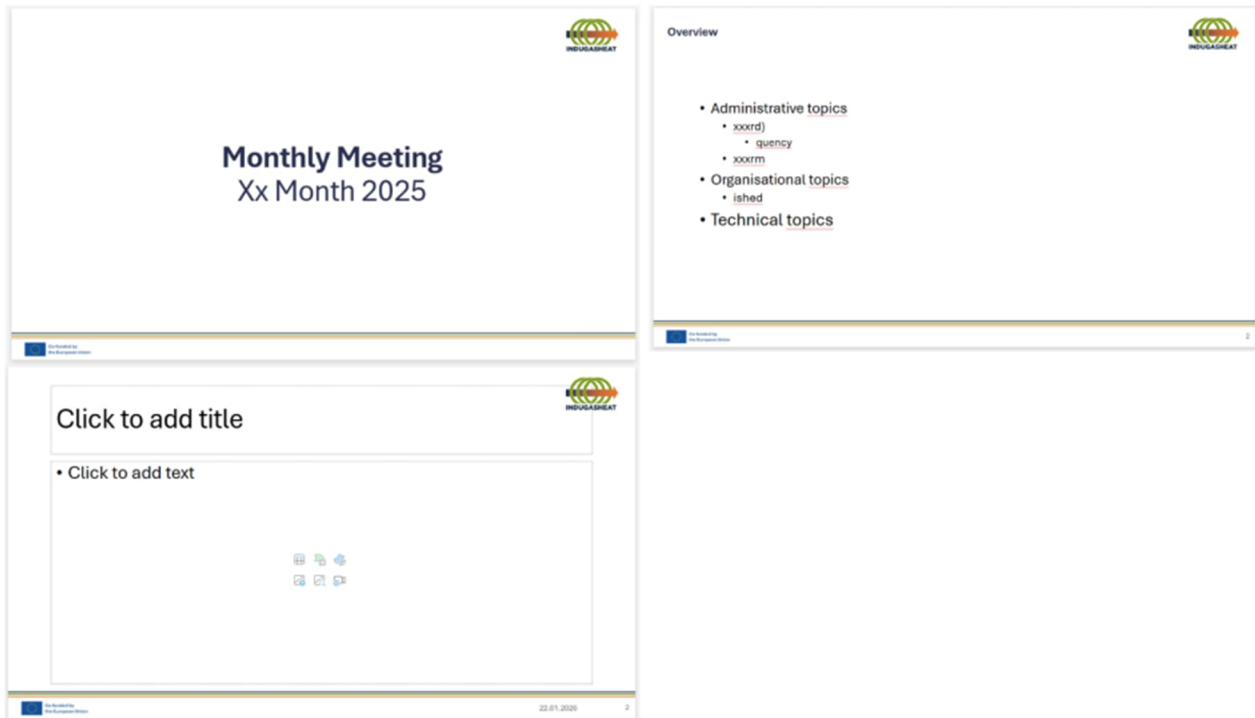 INDUGASHEAT
Monthly Meeting
Xx Month 2025
Co-funded by
the European Union
Overview
INDUGASHEAT
• Administrative topics
• xxxrd)
• quency
• xxxrm
• Organisational topics
• ished
• Technical topics
Co-funded by
the European Union
2
INDUGASHEAT
Click to add title
• Click to add text
Co-funded by
the European Union
22.01.2026
2